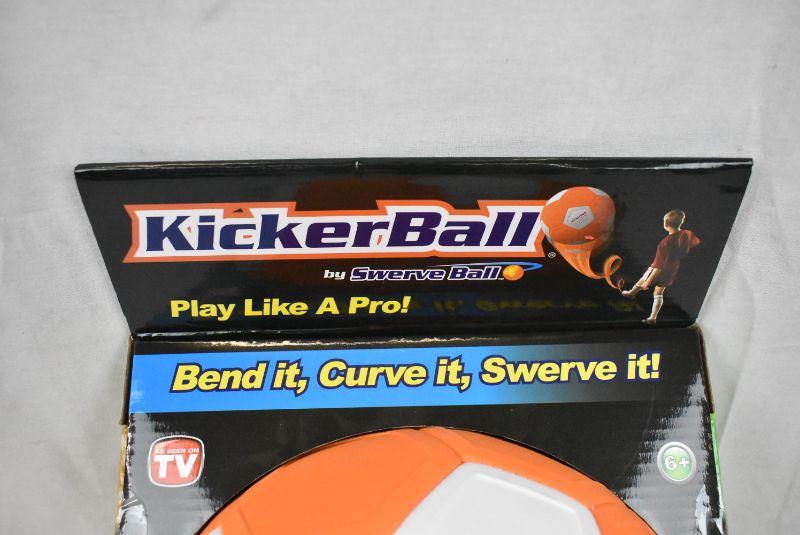 KickerBall®
by Swerve Ball
Play Like A Pro!
Bend it, Curve it, Swerve it!
AS SEEN ON
TV
6+